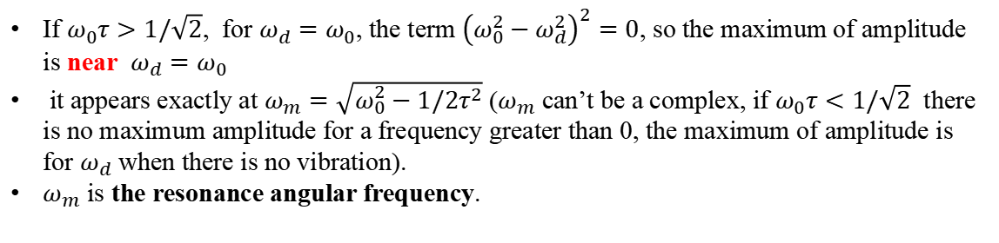 • If ω₀τ > 1/√2, for ω_d = ω₀, the term (ω₀² − ω_d²)² = 0, so the maximum of amplitude
is near ω_d = ω₀
• it appears exactly at ω_m = √(ω₀² − 1/2τ²) (ω_m can’t be a complex, if ω₀τ < 1/√2 there
is no maximum amplitude for a frequency greater than 0, the maximum of amplitude is
for ω_d when there is no vibration).
• ω_m is the resonance angular frequency.